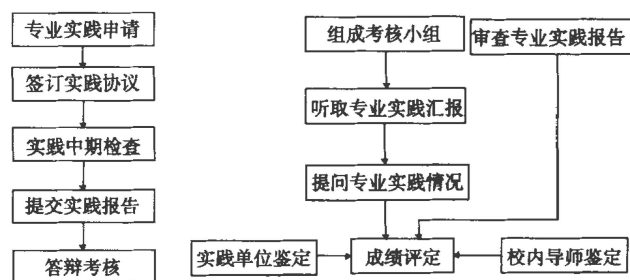 专业实践申请
签订实践协议
实践中期检查
提交实践报告
答辩考核
组成考核小组
审查专业实践报告
听取专业实践汇报
提问专业实践情况
实践单位鉴定
成绩评定
校内导师鉴定